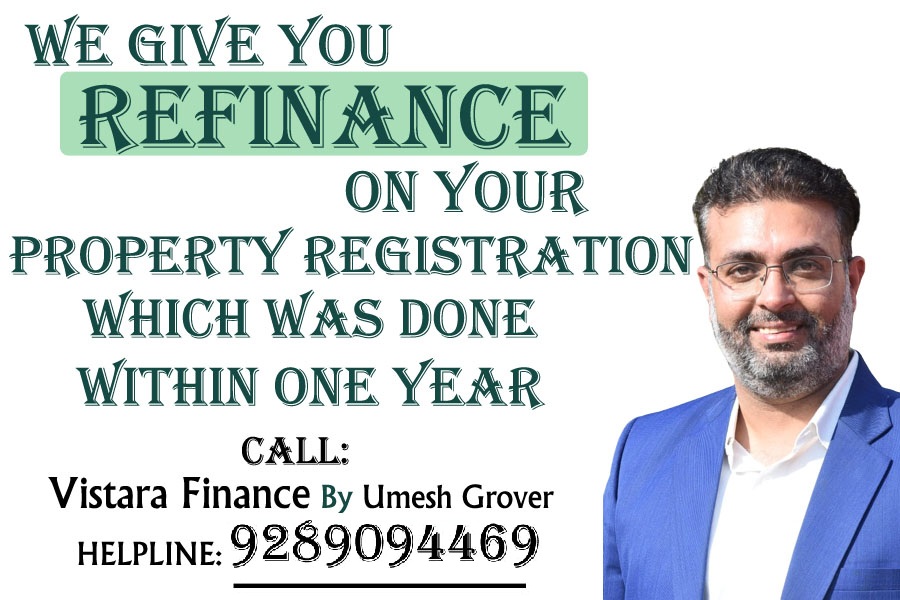 WE GIVE YOU
REFINANCE
ON YOUR
PROPERTY REGISTRATION
WHICH WAS DONE
WITHIN ONE YEAR
CALL:
Vistara Finance By Umesh Grover
HELPLINE: 9289094469